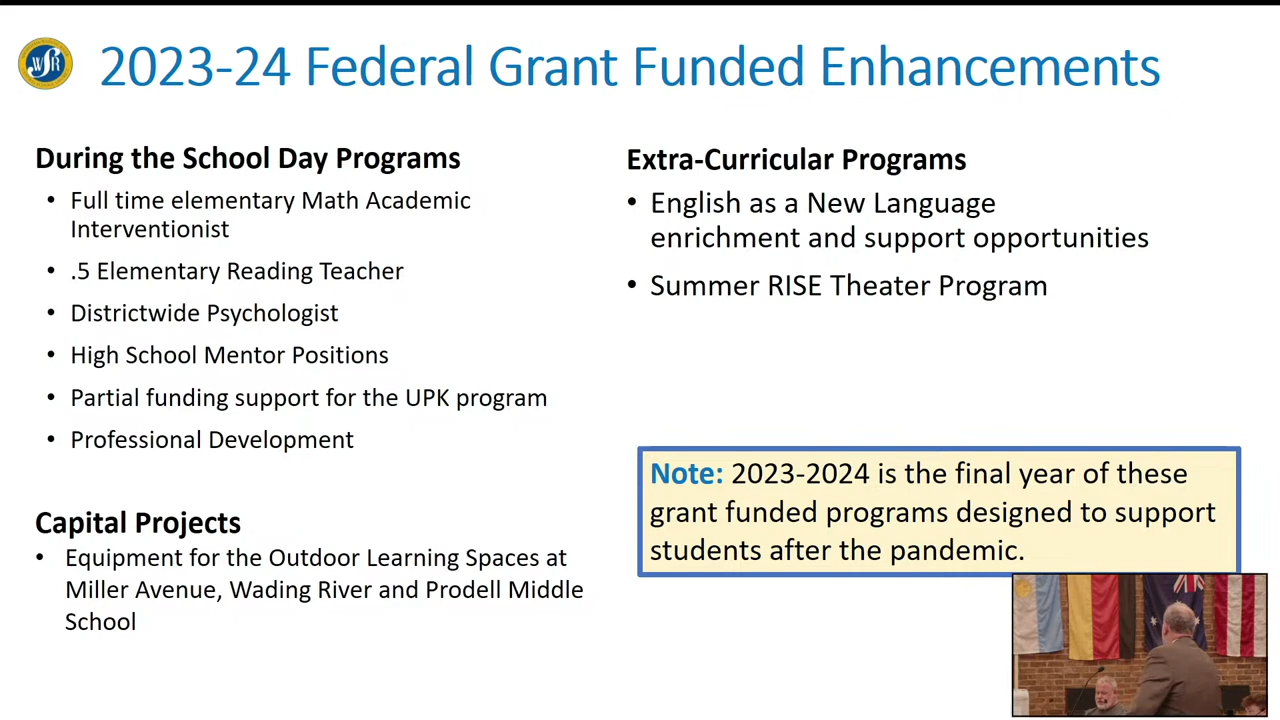 WSR
2023-24 Federal Grant Funded Enhancements
During the School Day Programs
• Full time elementary Math Academic
Interventionist
• .5 Elementary Reading Teacher
• Districtwide Psychologist
• High School Mentor Positions
• Partial funding support for the UPK program
• Professional Development
Capital Projects
• Equipment for the Outdoor Learning Spaces at
Miller Avenue, Wading River and Prodell Middle
School
Extra-Curricular Programs
• English as a New Language
enrichment and support opportunities
• Summer RISE Theater Program
Note: 2023-2024 is the final year of these
grant funded programs designed to support
students after the pandemic.